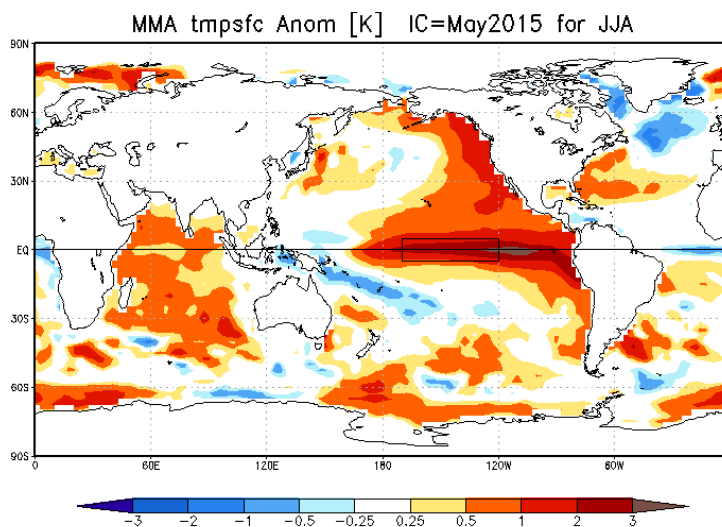 MMA tmpsfc Anom [K] IC=May2015 for JJA
90N
60N
30N
EQ
30S
60S
90S
0 60E 120E 180 120W 60W
-3 -2 -1 -0.5 -0.25 0.25 0.5 1 2 3